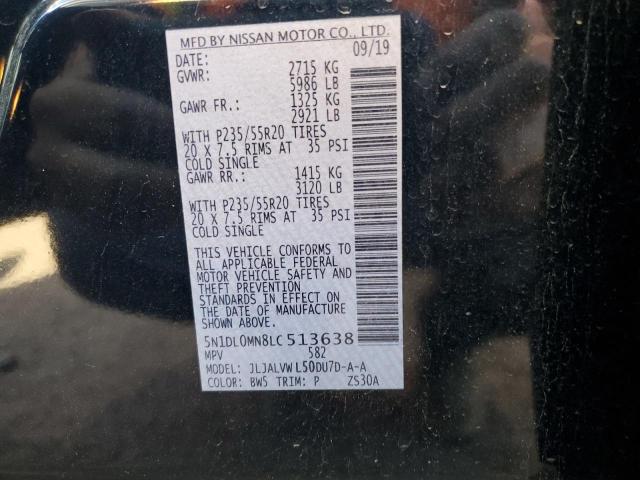 MFD BY NISSAN MOTOR CO., LTD.
DATE: 09/19
GVWR: 2715 KG
5986 LB
GAWR FR.: 1325 KG
2921 LB
WITH P235/55R20 TIRES
20 X 7.5 RIMS AT 35 PSI
COLD SINGLE
GAWR RR.: 1415 KG
3120 LB
WITH P235/55R20 TIRES
20 X 7.5 RIMS AT 35 PSI
COLD SINGLE
THIS VEHICLE CONFORMS TO
ALL APPLICABLE FEDERAL
MOTOR VEHICLE SAFETY AND
THEFT PREVENTION
STANDARDS IN EFFECT ON
THE DATE OF MANUFACTURE
SHOWN ABOVE.
5N1DL0MN8LC513638
MPV 582
MODEL: JLJALVWL50DU7D-A-A
COLOR: BW5 TRIM: P ZS30A